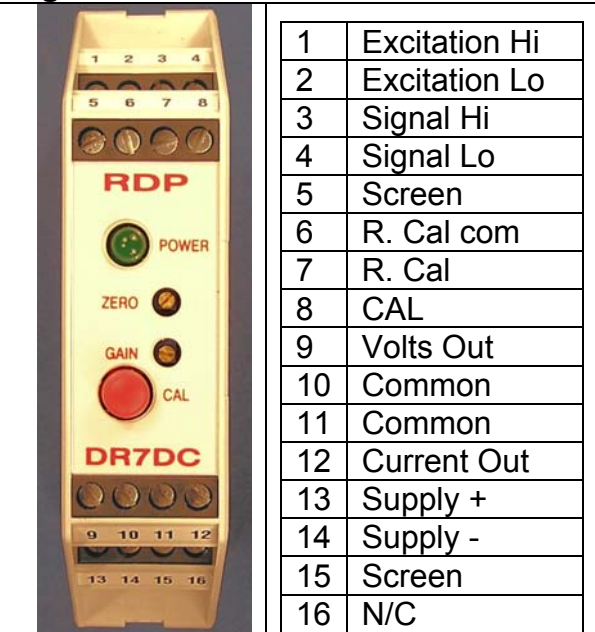 1 2 3 4
5 6 7 8
RDP
POWER
ZERO
GAIN
CAL
DR7DC
9 10 11 12
13 14 15 16
1 Excitation Hi
2 Excitation Lo
3 Signal Hi
4 Signal Lo
5 Screen
6 R. Cal com
7 R. Cal
8 CAL
9 Volts Out
10 Common
11 Common
12 Current Out
13 Supply +
14 Supply -
15 Screen
16 N/C